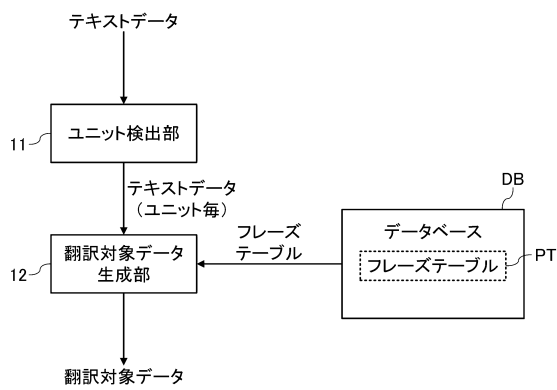 テキストデータ
11
ユニット検出部
テキストデータ
（ユニット毎）
DB
データベース
フレーズテーブル
PT
フレーズ
テーブル
12
翻訳対象データ
生成部
翻訳対象データ